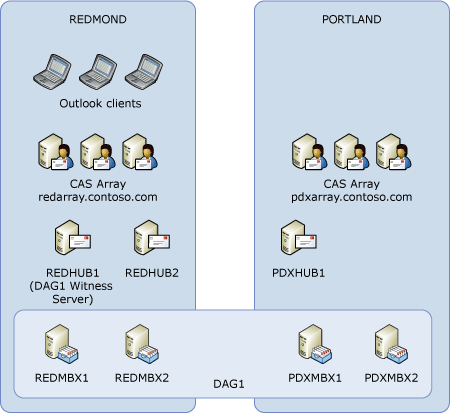 REDMOND
Outlook clients
CAS Array
redarray.contoso.com
REDHUB1
(DAG1 Witness
Server)
REDHUB2
REDMBX1
REDMBX2
DAG1
PORTLAND
CAS Array
pdxarray.contoso.com
PDXHUB1
PDXMBX1
PDXMBX2